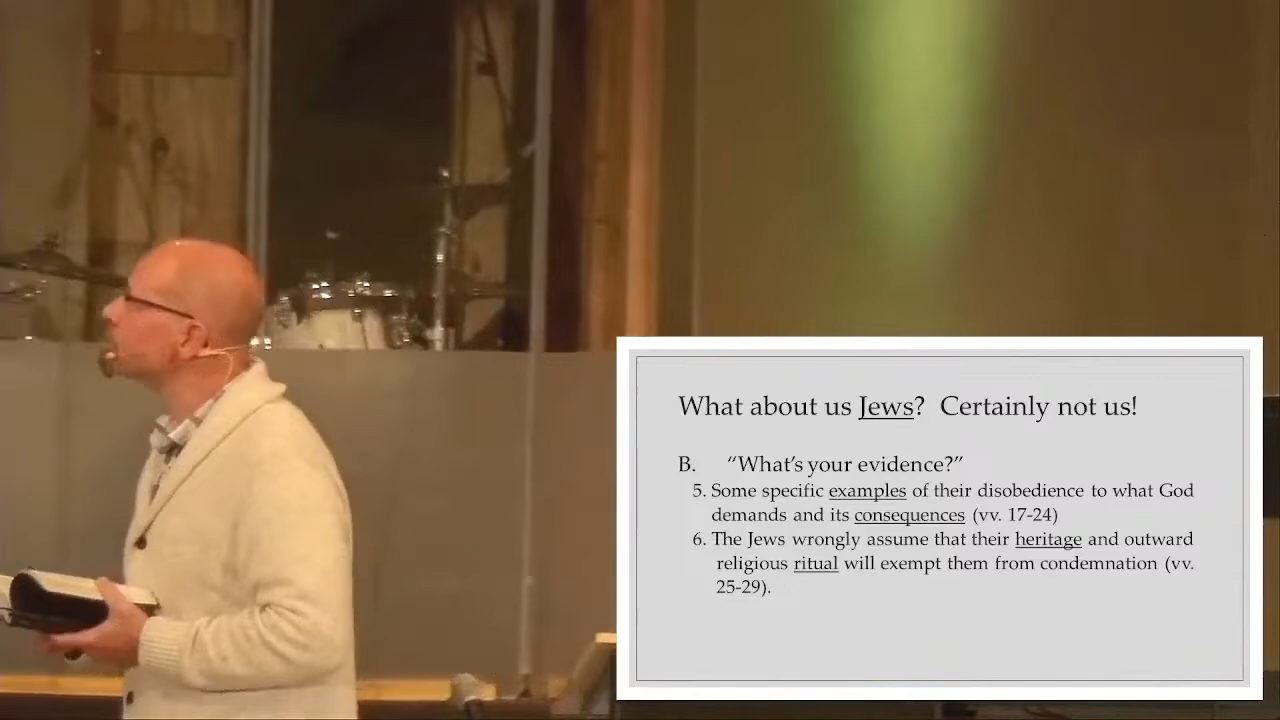 What about us Jews? Certainly not us!
B. “What’s your evidence?”
5. Some specific examples of their disobedience to what God
demands and its consequences (vv. 17-24)
6. The Jews wrongly assume that their heritage and outward
religious ritual will exempt them from condemnation (vv.
25-29).